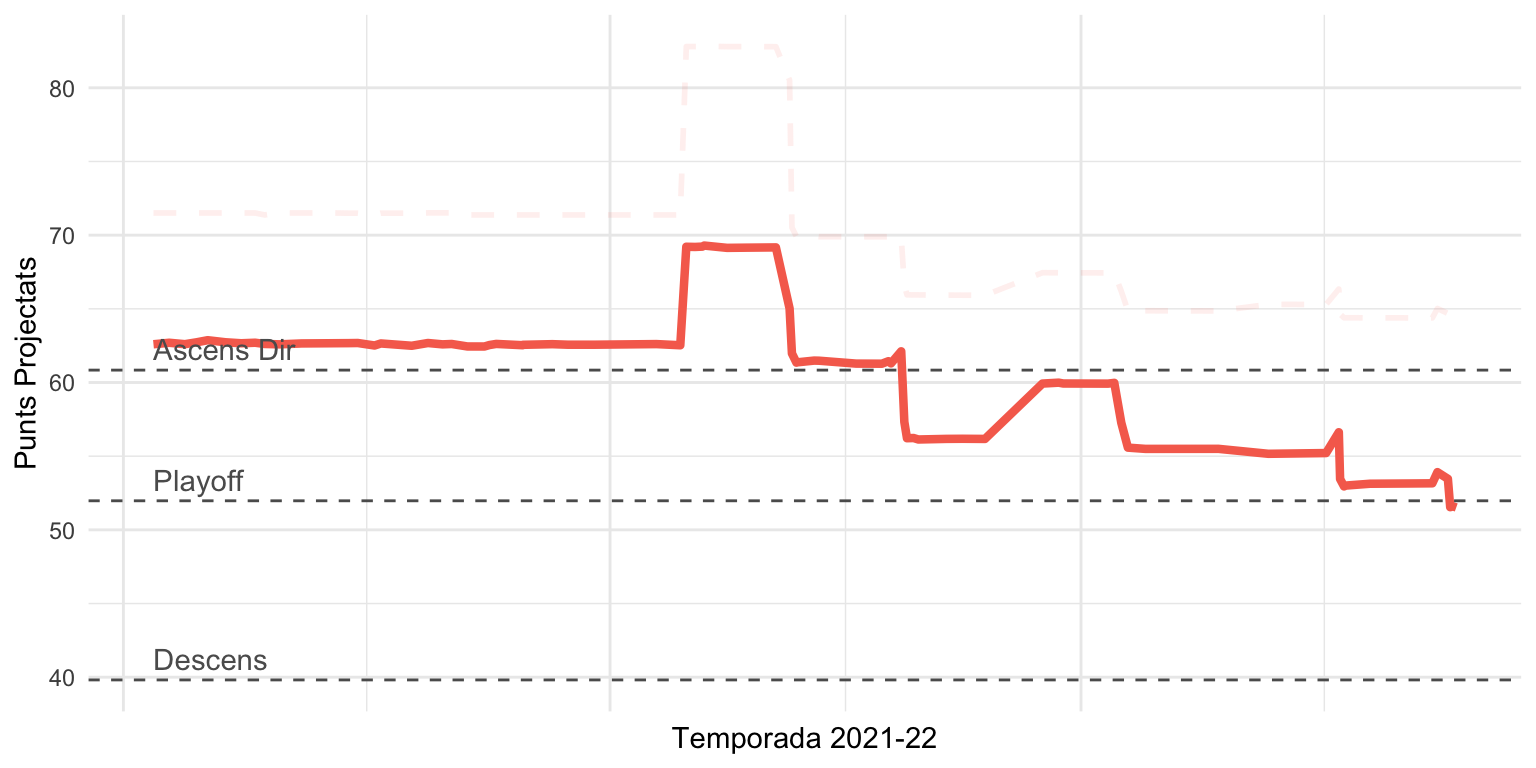 80
70
60
50
40
Punts Projectats
Ascens Dir
Playoff
Descens
Temporada 2021-22